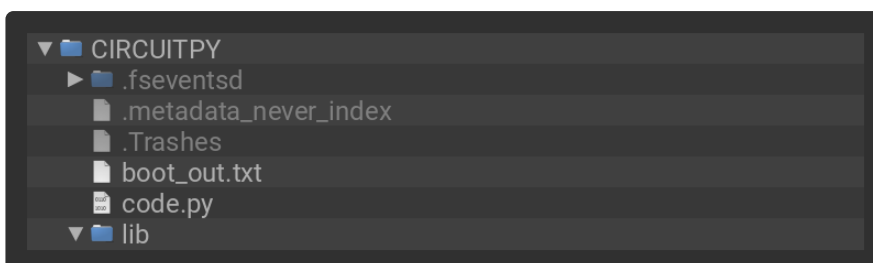 CIRCUITPY
.fseventsd
.metadata_never_index
.Trashes
boot_out.txt
code.py
lib